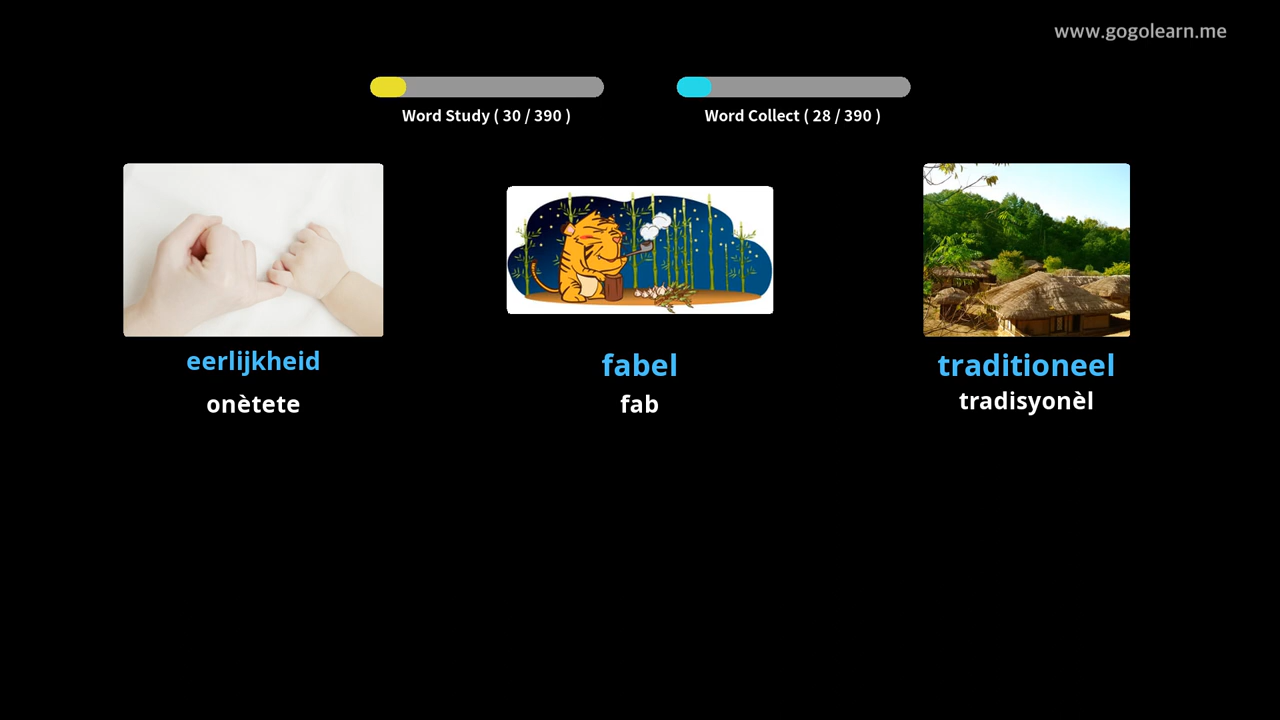 www.gogolearn.me
Word Study ( 30 / 390 )
Word Collect ( 28 / 390 )
eerlijkheid
onètete
fabel
fab
traditioneel
tradisyonèl